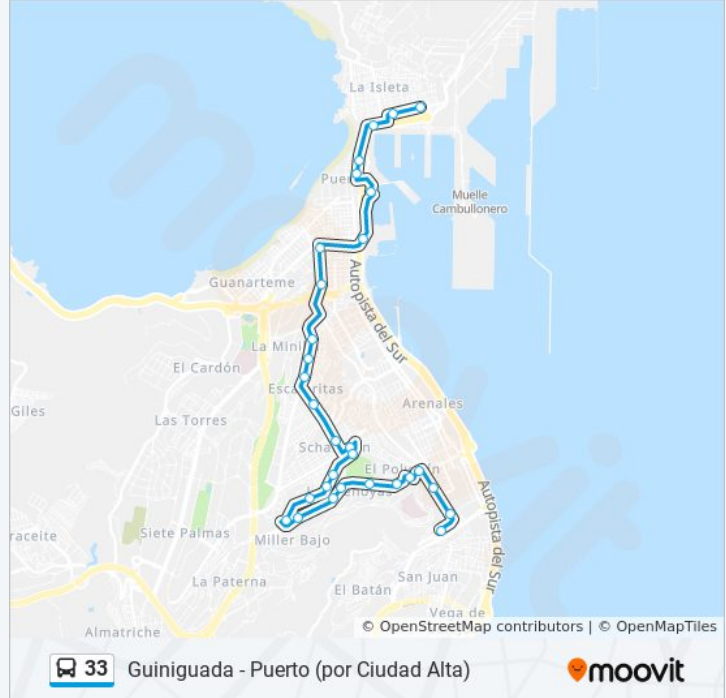 La Isleta
Muelle
Cambullonero
Guanarteme
Autopista del Sur
La Mini
El Cardón
Escaleritas
Giles
Arenales
Las Torres
Schamann
El Polvorín
Autopista del Sur
Siete Palmas
Miller Bajo
San Juan
La Paterna
El Batán
Vega de
Almatriche
© OpenStreetMap contributors | © OpenMapTiles
33 Guiniguada - Puerto (por Ciudad Alta)
moovit